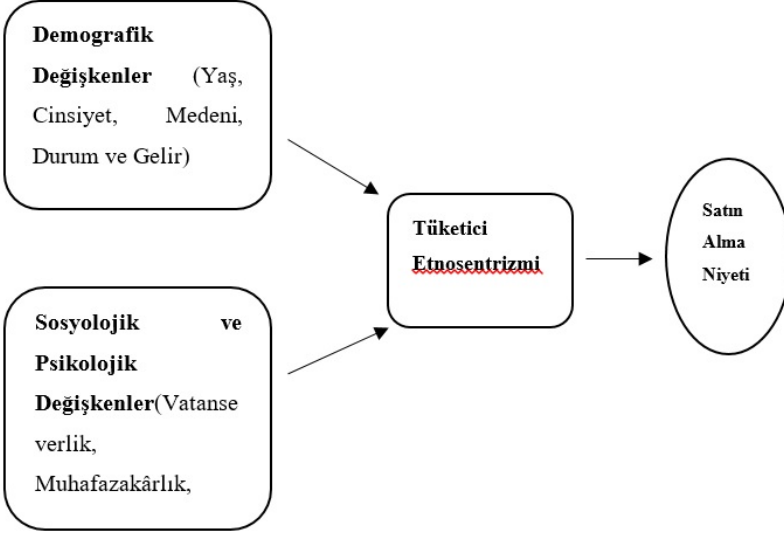 Demografik
Değişkenler (Yaş,
Cinsiyet, Medeni,
Durum ve Gelir)
Tüketici
Etnosentrizmi
Satın
Alma
Niyeti
Sosyolojik ve
Psikolojik
Değişkenler(Vatanse
verlik,
Muhafazakârlık,